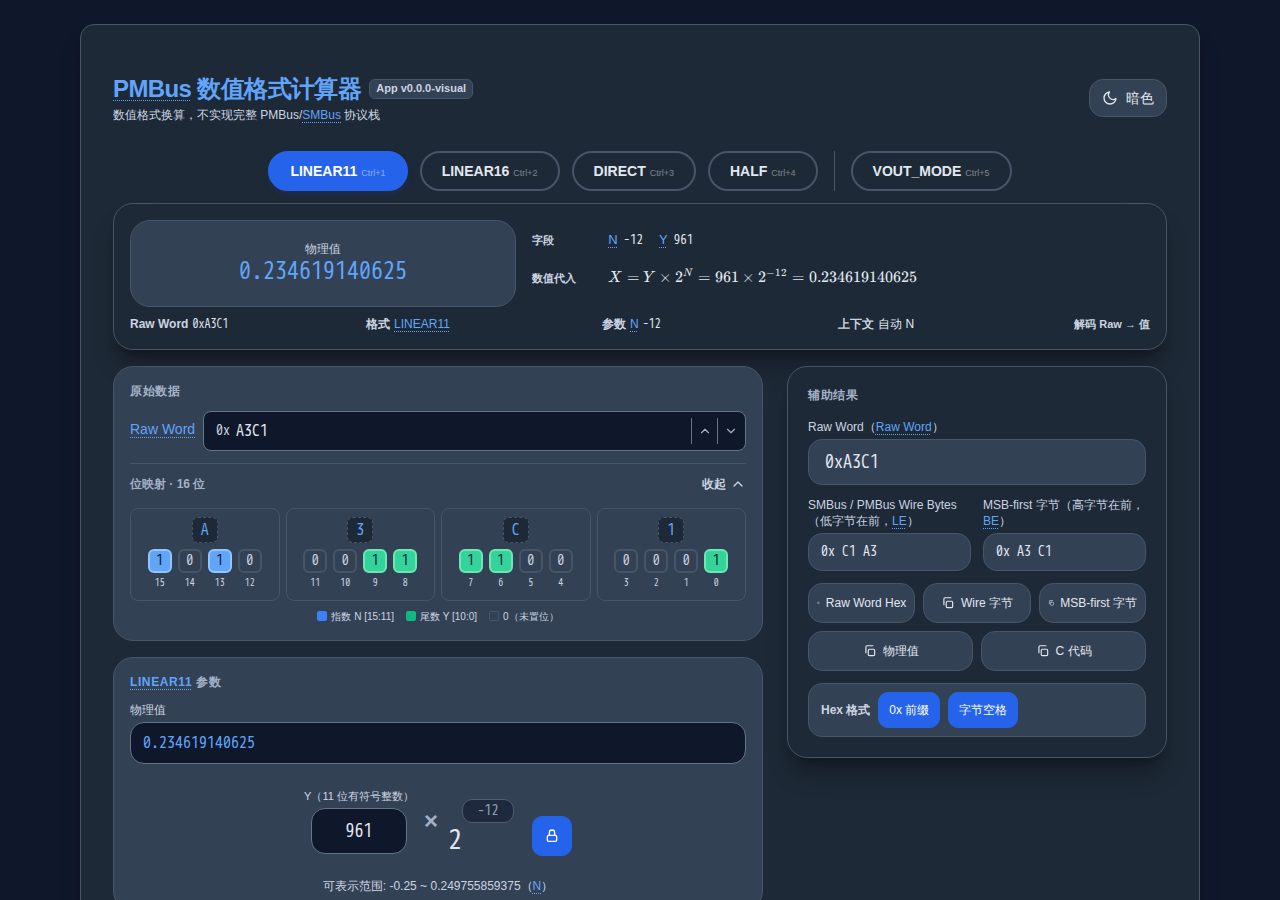 PMBus 数值格式计算器 App v0.0.0-visual
数值格式换算，不实现完整 PMBus/SMBus 协议栈
暗色
LINEAR11 Ctrl+1 LINEAR16 Ctrl+2 DIRECT Ctrl+3 HALF Ctrl+4 VOUT_MODE Ctrl+5
物理值
0.234619140625
字段 N -12 Y 961
数值代入 X = Y × 2^N = 961 × 2^−12 = 0.234619140625
Raw Word 0xA3C1 格式 LINEAR11 参数 N -12 上下文 自动 N 解码 Raw → 值
原始数据
Raw Word 0x A3C1
位映射 · 16 位 收起
A 3 C 1
1 0 1 0 0 0 1 1 1 1 0 0 0 0 0 1
15 14 13 12 11 10 9 8 7 6 5 4 3 2 1 0
指数 N [15:11] 尾数 Y [10:0] 0（未置位）
LINEAR11 参数
物理值
0.234619140625
Y（11 位有符号整数）
961 × 2 -12
可表示范围: -0.25 ~ 0.249755859375（N）
辅助结果
Raw Word（Raw Word）
0xA3C1
SMBus / PMBus Wire Bytes（低字节在前，LE）
0x C1 A3
MSB-first 字节（高字节在前，BE）
0x A3 C1
Raw Word Hex Wire 字节 MSB-first 字节
物理值 C 代码
Hex 格式 0x 前缀 字节空格